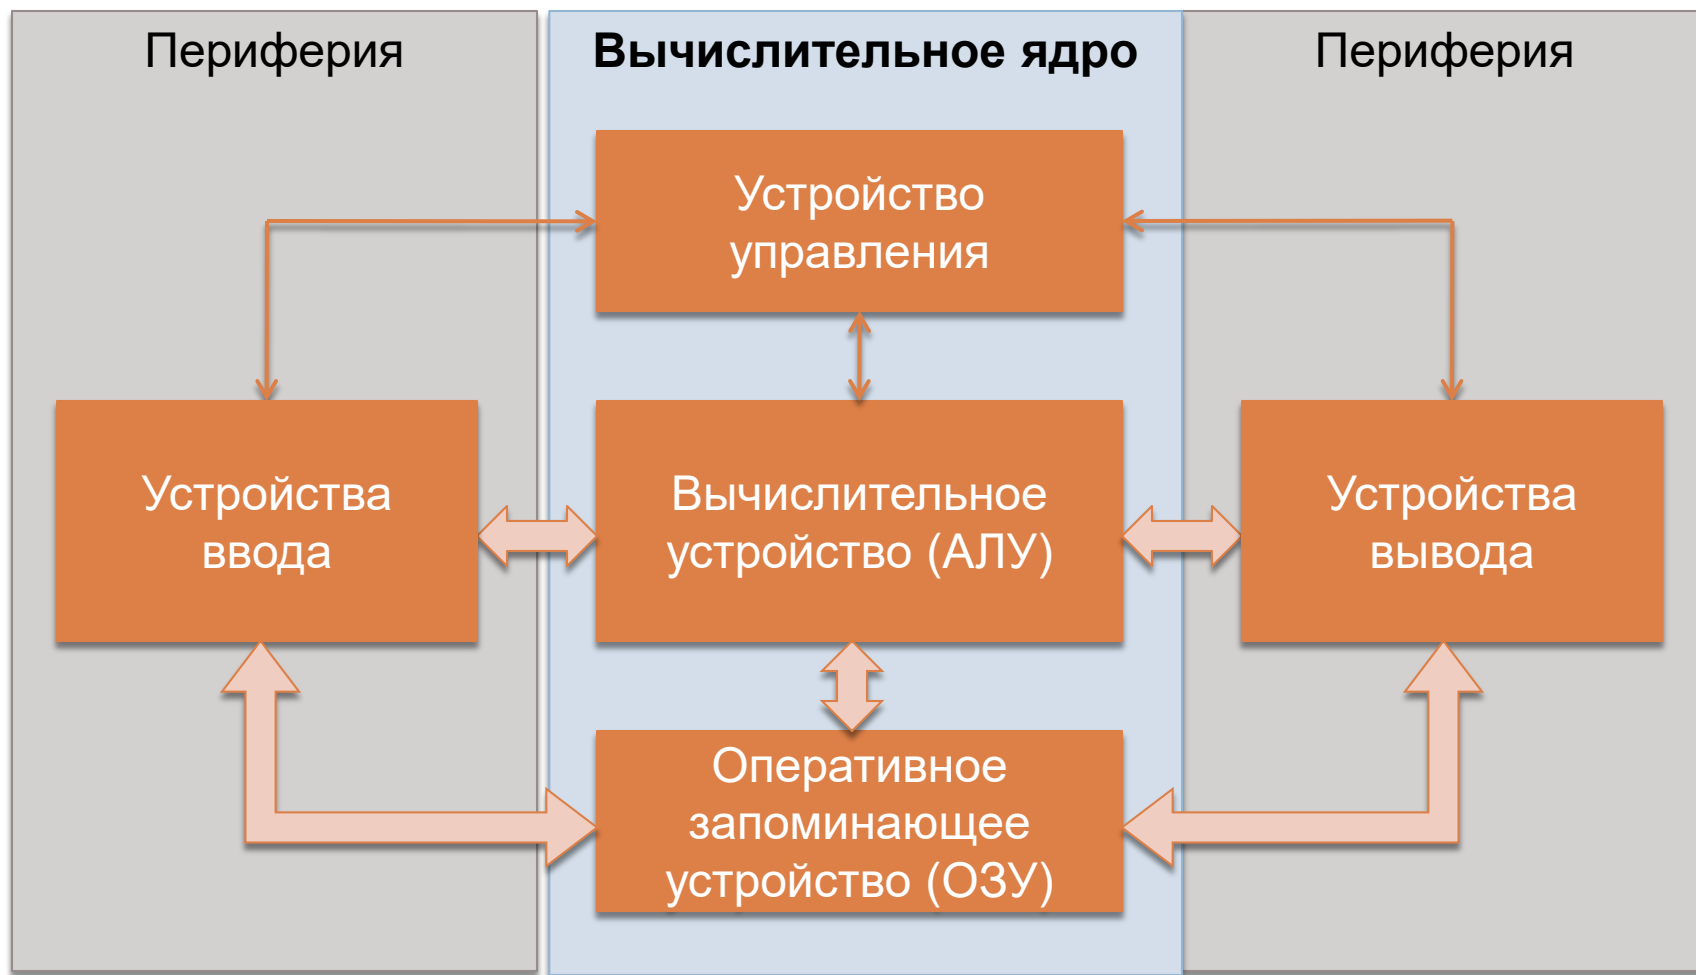 Периферия
Вычислительное ядро
Периферия
Устройство
управления
Устройства
ввода
Вычислительное
устройство (АЛУ)
Устройства
вывода
Оперативное
запоминающее
устройство (ОЗУ)